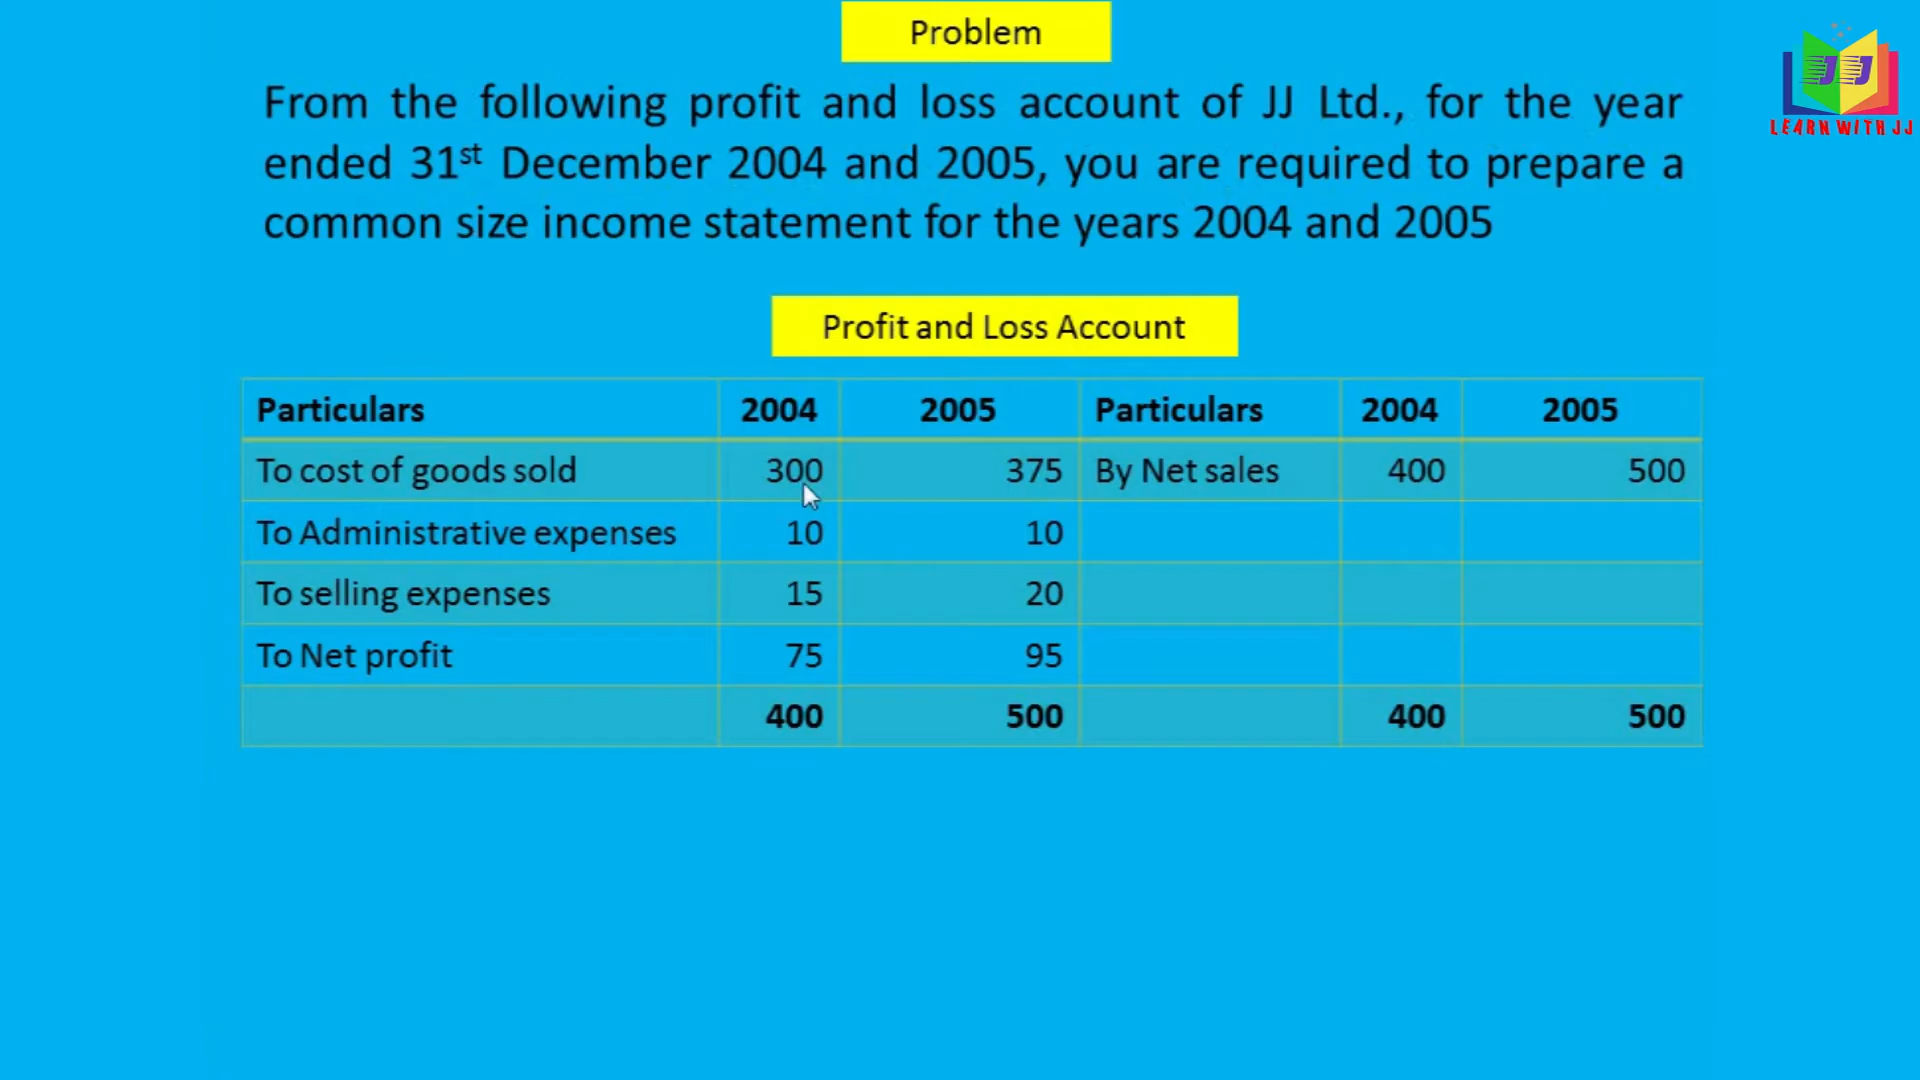 Problem
From the following profit and loss account of JJ Ltd., for the year
ended 31st December 2004 and 2005, you are required to prepare a
common size income statement for the years 2004 and 2005
LEARN WITH JJ
Profit and Loss Account
Particulars 2004 2005 Particulars 2004 2005
To cost of goods sold 300 375 By Net sales 400 500
To Administrative expenses 10 10
To selling expenses 15 20
To Net profit 75 95
400 500 400 500